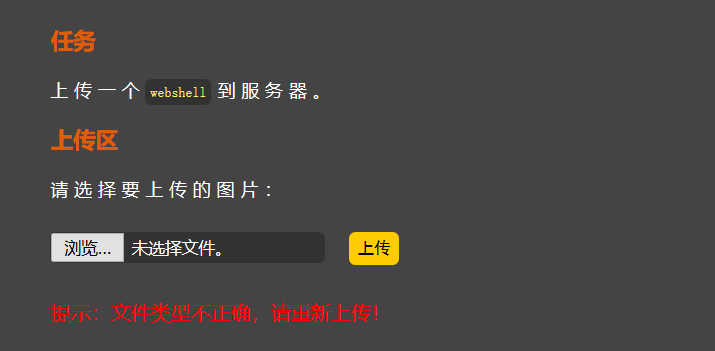 任务
上传一个 webshell 到服务器。
上传区
请选择要上传的图片：
浏览... 未选择文件。 上传
提示：文件类型不正确，请重新上传！